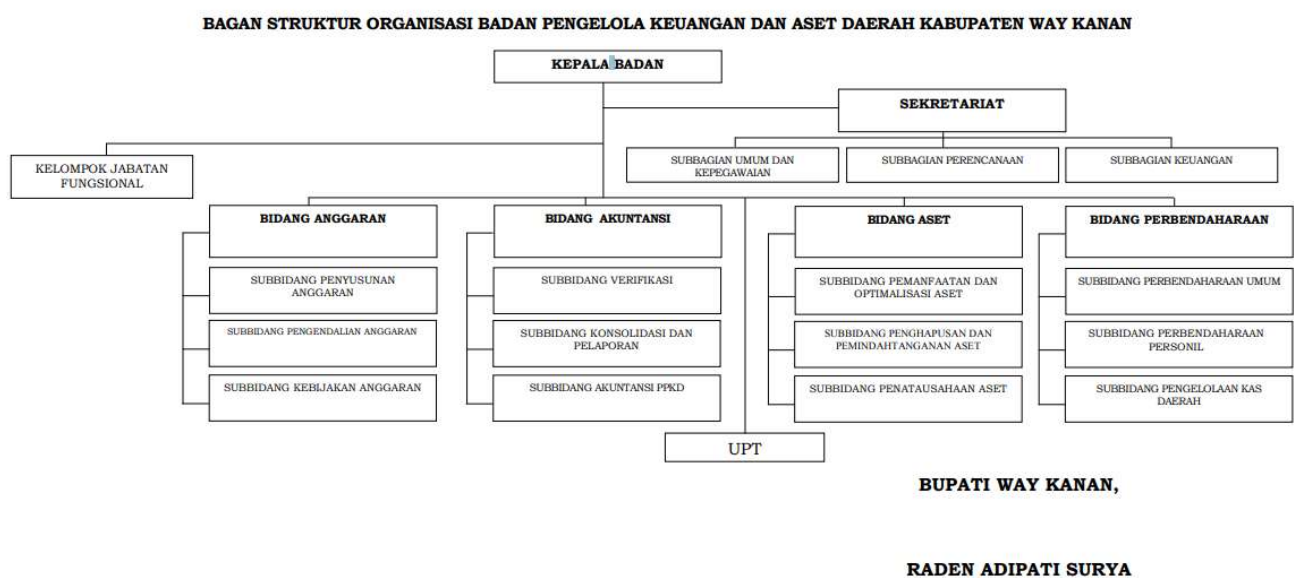 BAGAN STRUKTUR ORGANISASI BADAN PENGELOLA KEUANGAN DAN ASET DAERAH KABUPATEN WAY KANAN
KEPALA BADAN
SEKRETARIAT
KELOMPOK JABATAN
FUNGSIONAL
SUBBAGIAN UMUM DAN
KEPEGAWAIAN
SUBBAGIAN PERENCANAAN
SUBBAGIAN KEUANGAN
BIDANG ANGGARAN
SUBBIDANG PENYUSUNAN
ANGGARAN
SUBBIDANG PENGENDALIAN ANGGARAN
SUBBIDANG KEBIJAKAN ANGGARAN
BIDANG AKUNTANSI
SUBBIDANG VERIFIKASI
SUBBIDANG KONSOLIDASI DAN
PELAPORAN
SUBBIDANG AKUNTANSI PPKD
BIDANG ASET
SUBBIDANG PEMANFAATAN DAN
OPTIMALISASI ASET
SUBBIDANG PENGHAPUSAN DAN
PEMINDAHTANGANAN ASET
SUBBIDANG PENATAUSAHAAN ASET
BIDANG PERBENDAHARAAN
SUBBIDANG PERBENDAHARAAN UMUM
SUBBIDANG PERBENDAHARAAN
PERSONIL
SUBBIDANG PENGELOLAAN KAS
DAERAH
UPT
BUPATI WAY KANAN,
RADEN ADIPATI SURYA